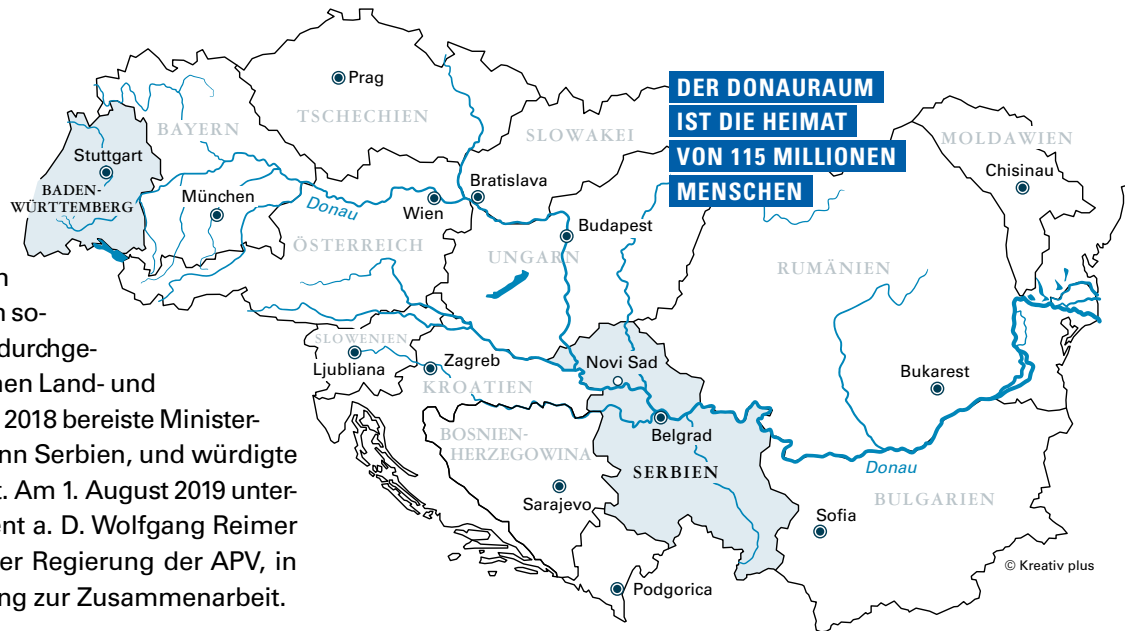 DER DONAURAUM
IST DIE HEIMAT
VON 115 MILLIONEN
MENSCHEN
Prag
TSCHECHIEN
BAYERN
SLOWAKEI
MOLDAWIEN
Chisinau
Stuttgart
BADEN-
WÜRTTEMBERG
München
Donau
Wien
Bratislava
Budapest
ÖSTERREICH
UNGARN
RUMÄNIEN
SLOWENIEN
Ljubliana
Zagreb
KROATIEN
Novi Sad
Bukarest
BOSNIEN-
HERZEGOWINA
Belgrad
SERBIEN
Donau
BULGARIEN
Sarajevo
Sofia
Podgorica
© Kreativ plus
n so-
durchge-
nen Land- und
2018 bereiste Minister-
nn Serbien, und würdigte
t. Am 1. August 2019 unter-
ent a. D. Wolfgang Reimer
er Regierung der APV, in
ng zur Zusammenarbeit.